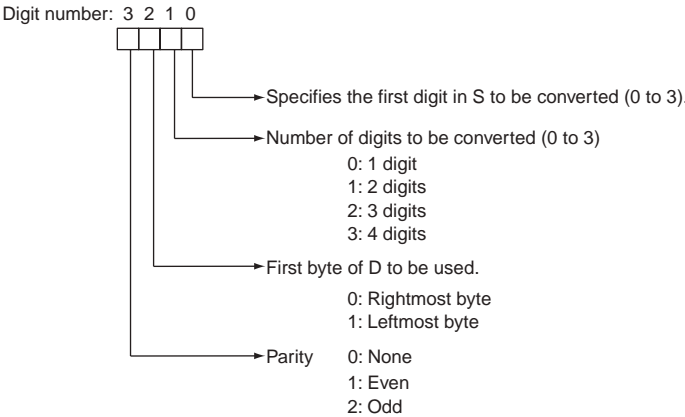 Digit number: 3 2 1 0
Specifies the first digit in S to be converted (0 to 3).
Number of digits to be converted (0 to 3)
0: 1 digit
1: 2 digits
2: 3 digits
3: 4 digits
First byte of D to be used.
0: Rightmost byte
1: Leftmost byte
Parity 0: None
1: Even
2: Odd